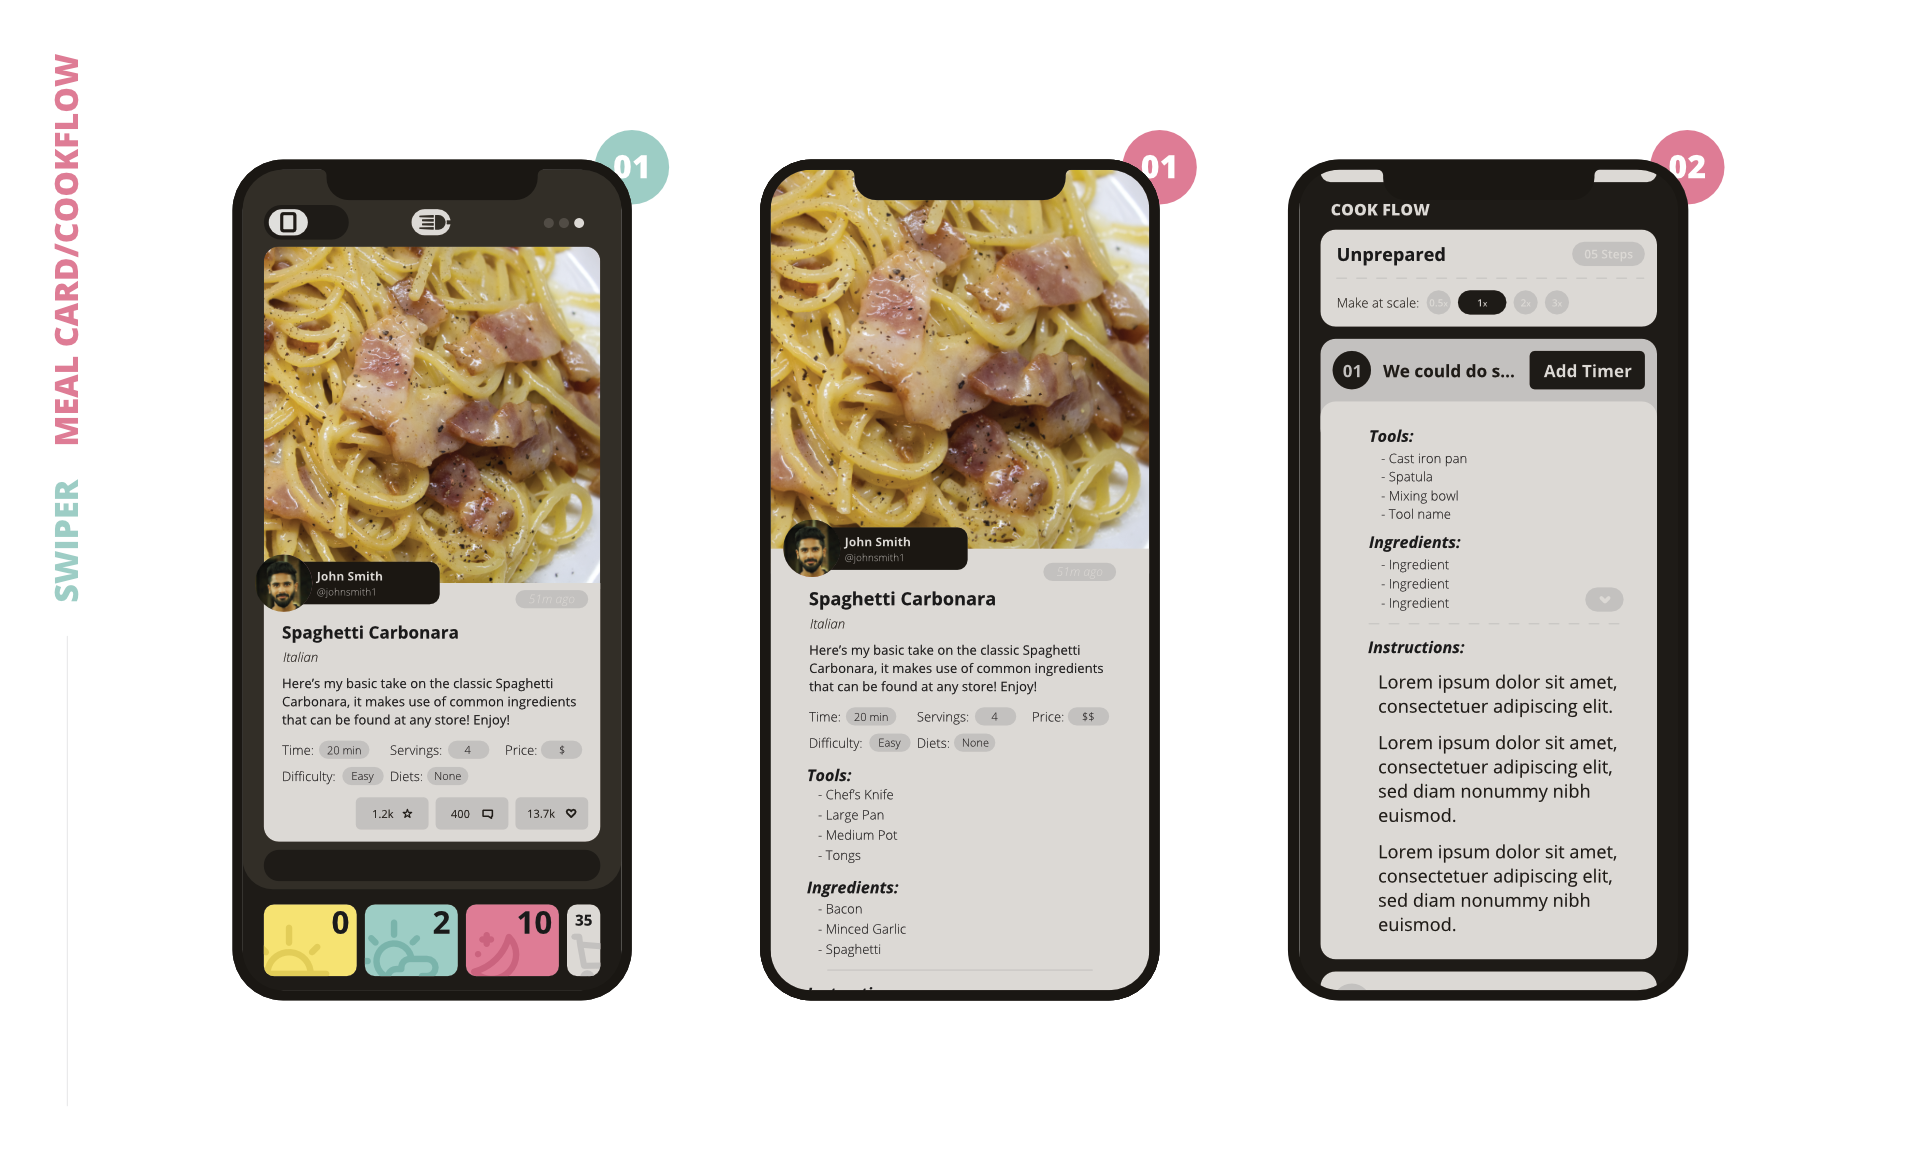 SWIPER MEAL CARD/COOKFLOW
01
John Smith
@johnsmith1
51m ago
Spaghetti Carbonara
Italian
Here's my basic take on the classic Spaghetti
Carbonara, it makes use of common ingredients
that can be found at any store! Enjoy!
Time: 20 min Servings: 4 Price: $
Difficulty: Easy Diets: None
1.2k 400 13.7k
0 2 10 35
01
John Smith
@johnsmith1
51m ago
Spaghetti Carbonara
Italian
Here's my basic take on the classic Spaghetti
Carbonara, it makes use of common ingredients
that can be found at any store! Enjoy!
Time: 20 min Servings: 4 Price: $$
Difficulty: Easy Diets: None
Tools:
- Chef's Knife
- Large Pan
- Medium Pot
- Tongs
Ingredients:
- Bacon
- Minced Garlic
- Spaghetti
02
COOK FLOW
Unprepared 05 Steps
Make at scale: 0.5x 1x 2x 3x
01 We could do s... Add Timer
Tools:
- Cast iron pan
- Spatula
- Mixing bowl
- Tool name
Ingredients:
- Ingredient
- Ingredient
- Ingredient
Instructions:
Lorem ipsum dolor sit amet,
consectetuer adipiscing elit.
Lorem ipsum dolor sit amet,
consectetuer adipiscing elit,
sed diam nonummy nibh
euismod.
Lorem ipsum dolor sit amet,
consectetuer adipiscing elit,
sed diam nonummy nibh
euismod.